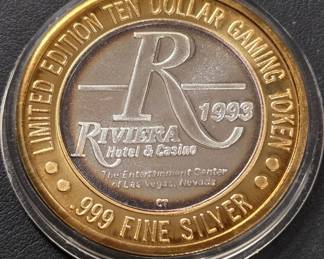 LIMITED EDITION TEN DOLLAR GAMING TOKEN
R
1993
RIVIERA
Hotel & Casino
The Entertainment Center
of Las Vegas, Nevada
CT
.999 FINE SILVER